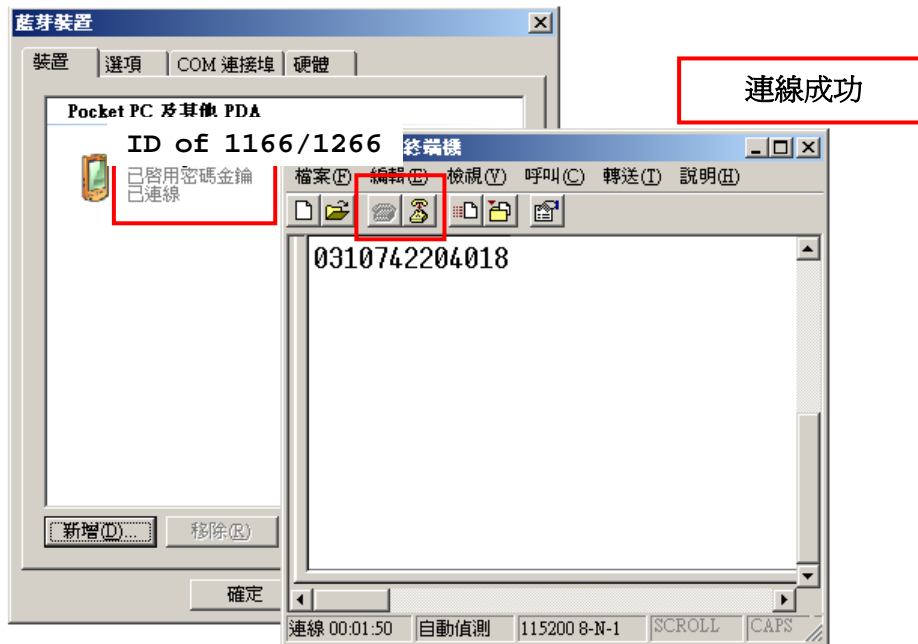 藍芽裝置
裝置 選項 COM 連接埠 硬體
連線成功
Pocket PC 及其他 PDA
ID of 1166/1266
終端機
已啓用密碼金鑰
已連線
檔案(F) 編輯(E) 檢視(V) 呼叫(C) 轉送(T) 說明(H)
0310742204018
新增(D)... 移除(R)
確定
連線 00:01:50 自動偵測 115200 8-N-1 SCROLL CAPS